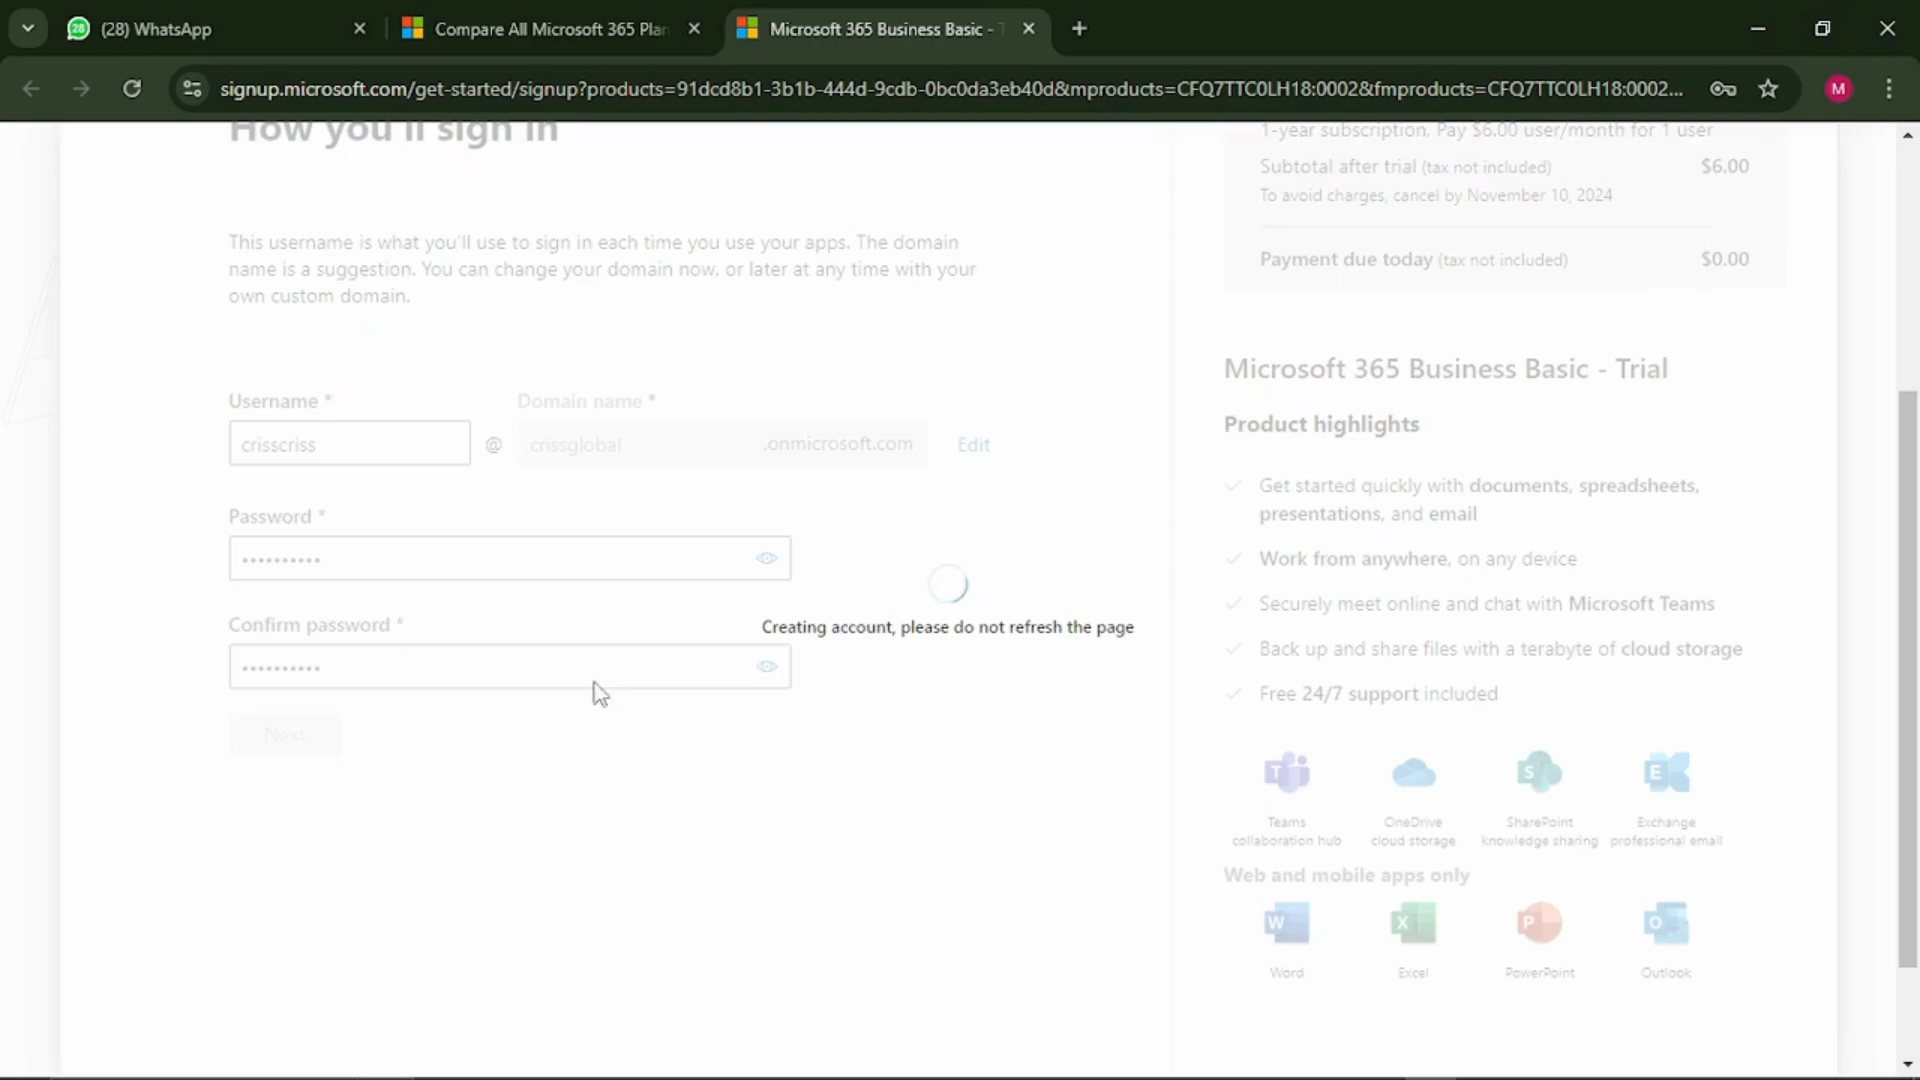 28
(28) WhatsApp
Compare All Microsoft 365 Plan
Microsoft 365 Business Basic -
signup.microsoft.com/get-started/signup?products=91dcd8b1-3b1b-444d-9cdb-0bc0da3eb40d&mproducts=CFQ7TTC0LH18:0002&fmproducts=CFQ7TTC0LH18:0002...
M
How you'll sign in
This username is what you'll use to sign in each time you use your apps. The domain
name is a suggestion. You can change your domain now, or later at any time with your
own custom domain.
Username *
Domain name *
crisscriss
@
crissglobal
.onmicrosoft.com
Edit
Password *
Confirm password *
Next
Creating account, please do not refresh the page
1-year subscription, Pay $6.00 user/month for 1 user
Subtotal after trial (tax not included) $6.00
To avoid charges, cancel by November 10, 2024
Payment due today (tax not included) $0.00
Microsoft 365 Business Basic - Trial
Product highlights
Get started quickly with documents, spreadsheets,
presentations, and email
Work from anywhere, on any device
Securely meet online and chat with Microsoft Teams
Back up and share files with a terabyte of cloud storage
Free 24/7 support included
T
S
E
Teams
collaboration hub
OneDrive
cloud storage
SharePoint
knowledge sharing
Exchange
professional email
Web and mobile apps only
W
X
P
O
Word
Excel
PowerPoint
Outlook